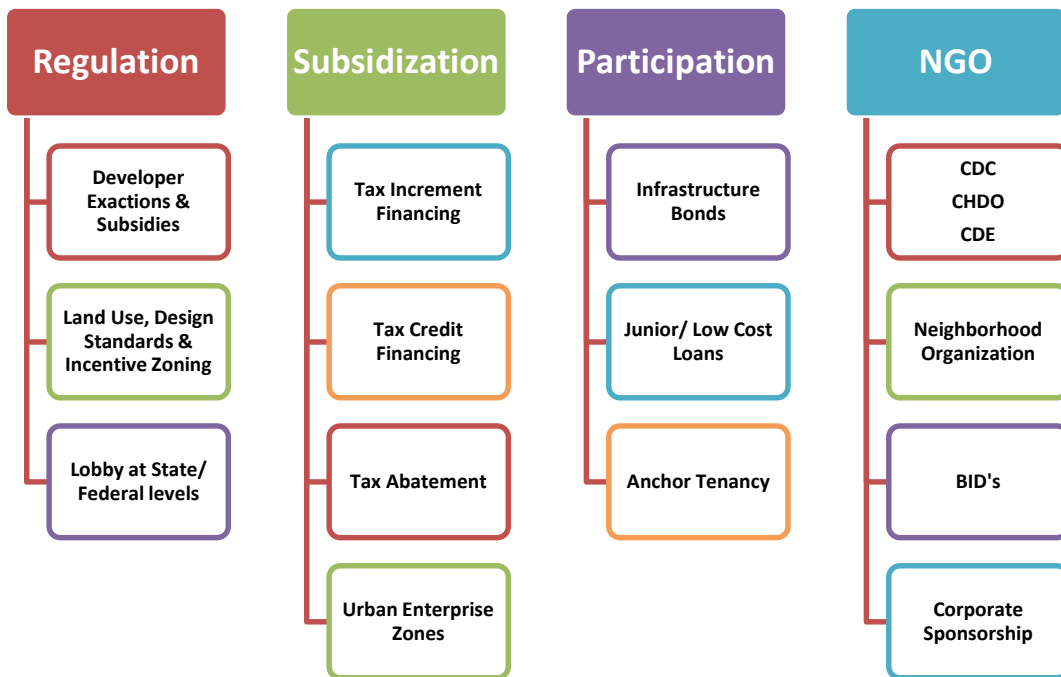 Regulation
Developer
Exactions &
Subsidies
Land Use, Design
Standards &
Incentive Zoning
Lobby at State/
Federal levels
Subsidization
Tax Increment
Financing
Tax Credit
Financing
Tax Abatement
Urban Enterprise
Zones
Participation
Infrastructure
Bonds
Junior/ Low Cost
Loans
Anchor Tenancy
NGO
CDC
CHDO
CDE
Neighborhood
Organization
BID's
Corporate
Sponsorship